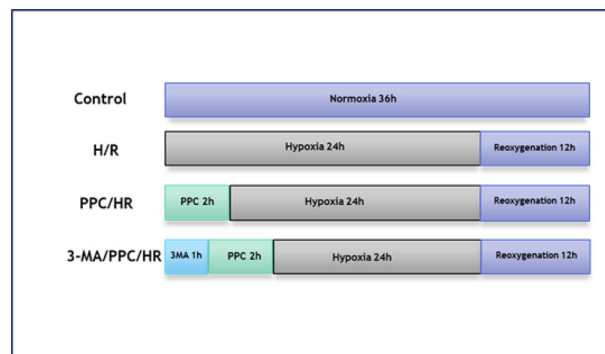 Control
Normoxia 36h
H/R
Hypoxia 24h
Reoxygenation 12h
PPC/HR
PPC 2h
Hypoxia 24h
Reoxygenation 12h
3-MA/PPC/HR
3MA 1h
PPC 2h
Hypoxia 24h
Reoxygenation 12h